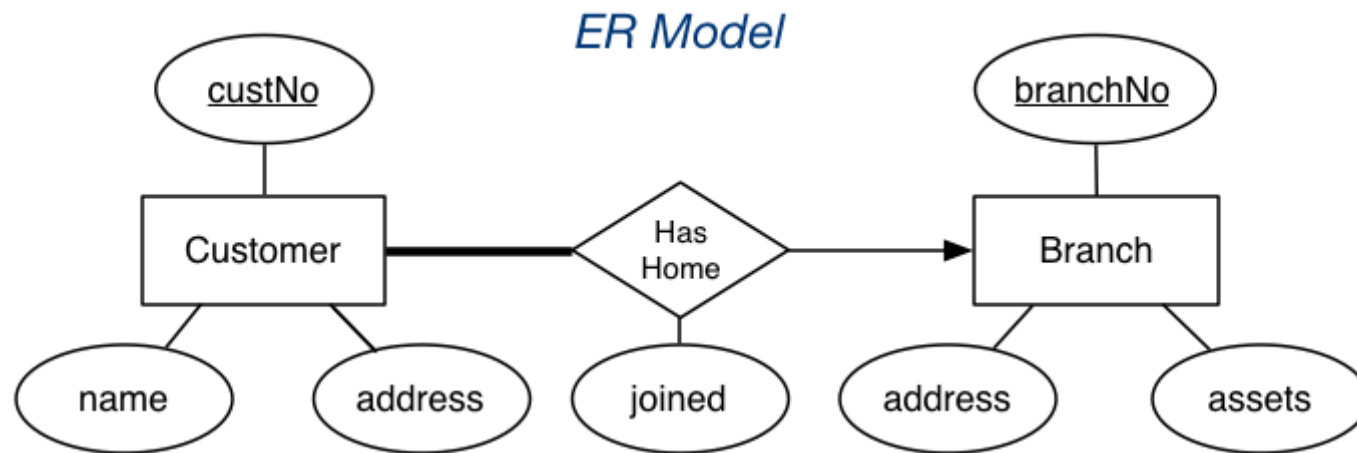 ER Model
custNo
branchNo
Customer
Has
Home
Branch
name
address
joined
address
assets